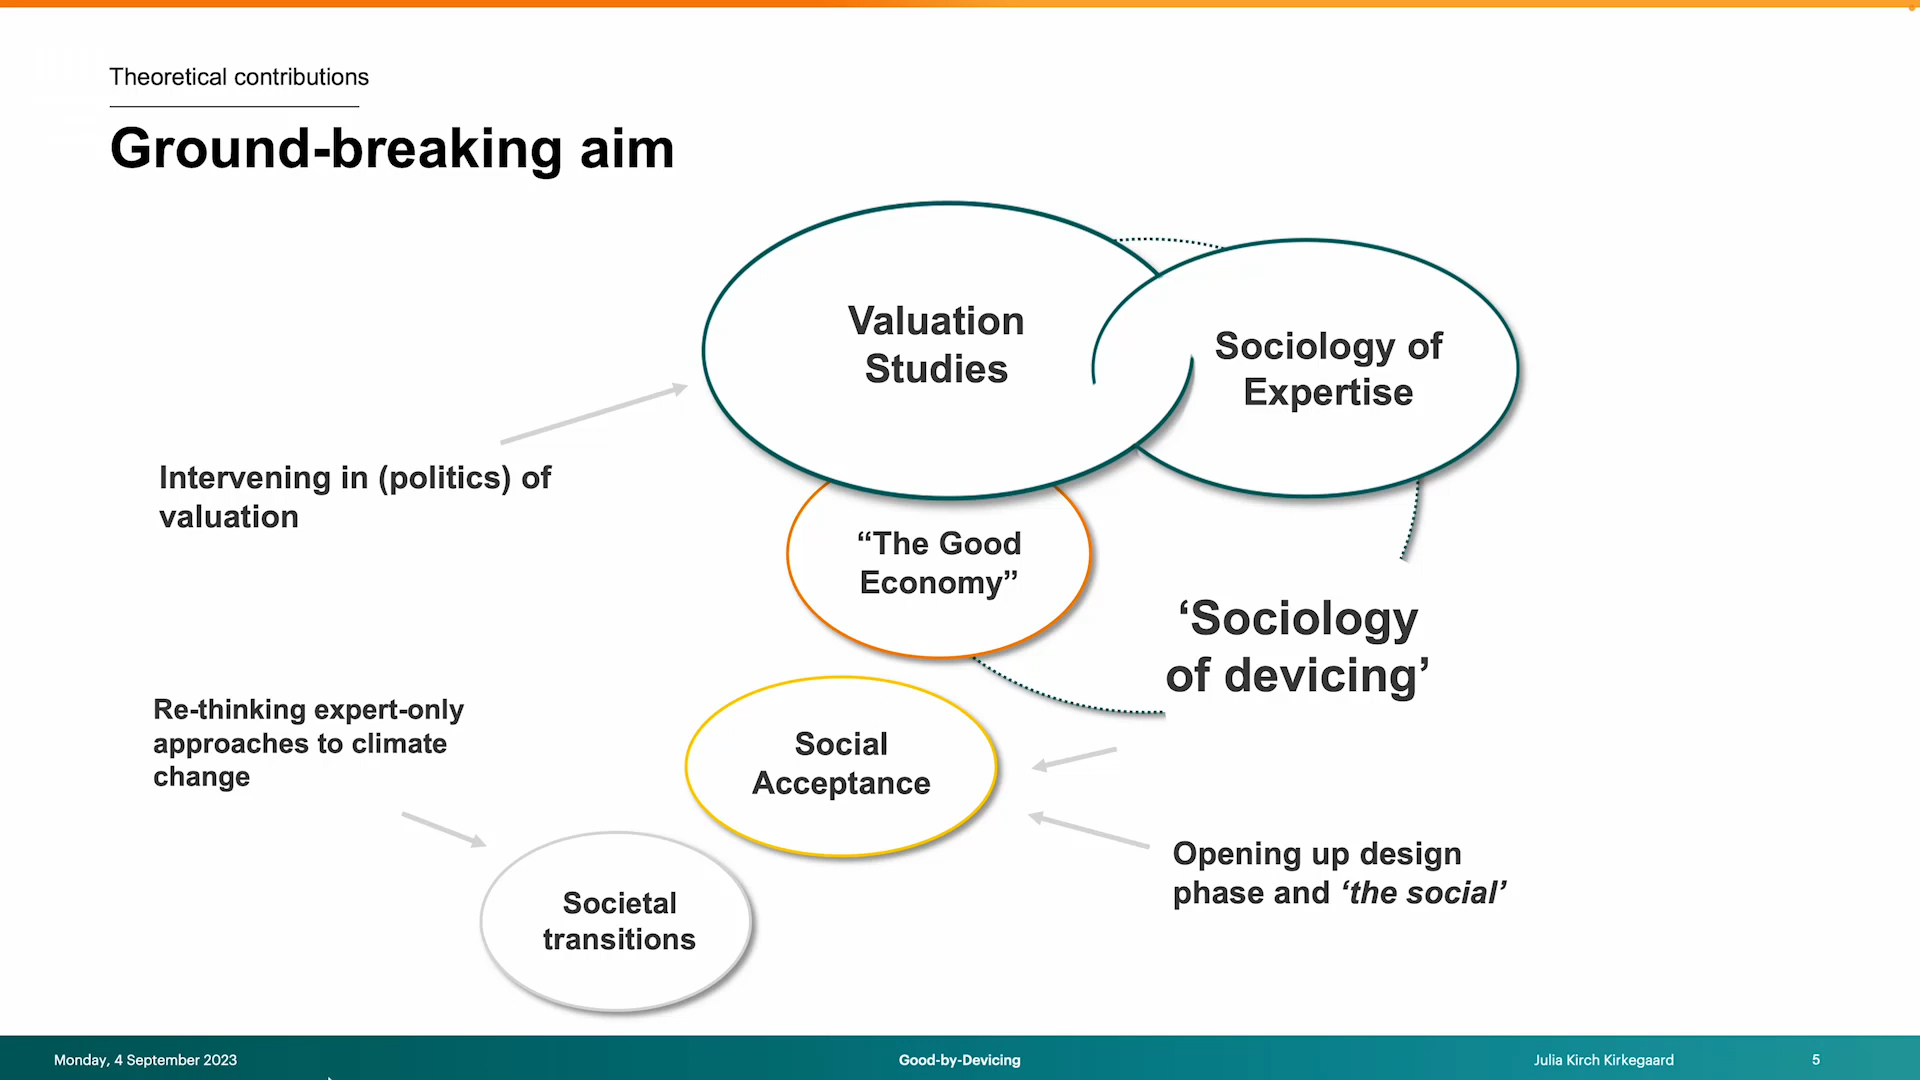 Theoretical contributions
Ground-breaking aim
Valuation
Studies
Sociology of
Expertise
Intervening in (politics) of
valuation
“The Good
Economy”
‘Sociology
of devicing’
Re-thinking expert-only
approaches to climate
change
Social
Acceptance
Opening up design
phase and ‘the social’
Societal
transitions
Monday, 4 September 2023
Good-by-Devicing
Julia Kirch Kirkegaard
5